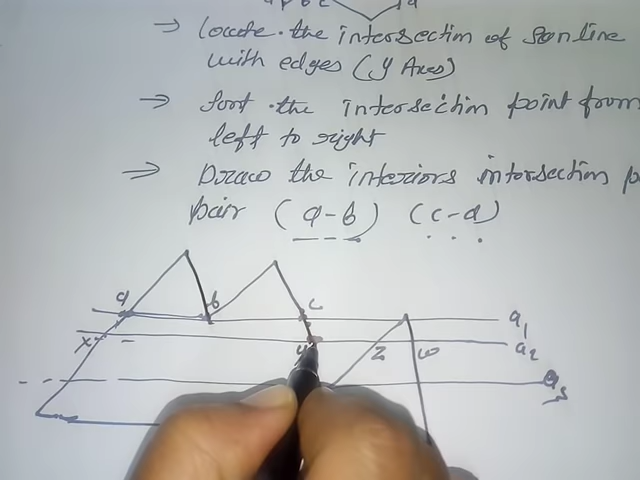 → locate the intersection of scanline
with edges (y Axes)
→ Sort the intersection point from
left to right
⇒ Draw the interiors intersection
pair (a-b) (c-d)
a b c a1
x y z w a2
a3